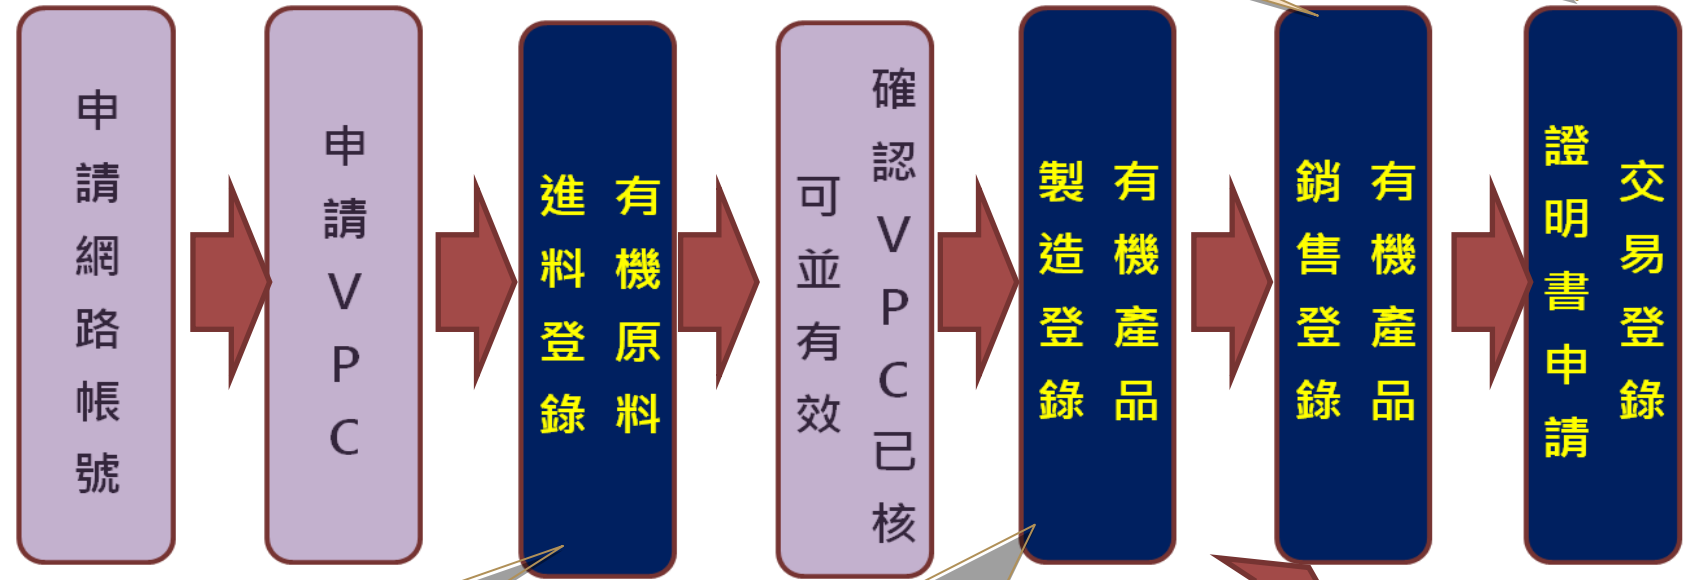 申請網路帳號
申請VPC
有機原料
進料登錄
確認VPC已核
可並有效
有機產品
製造登錄
有機產品
銷售登錄
交易登錄
證明書申請